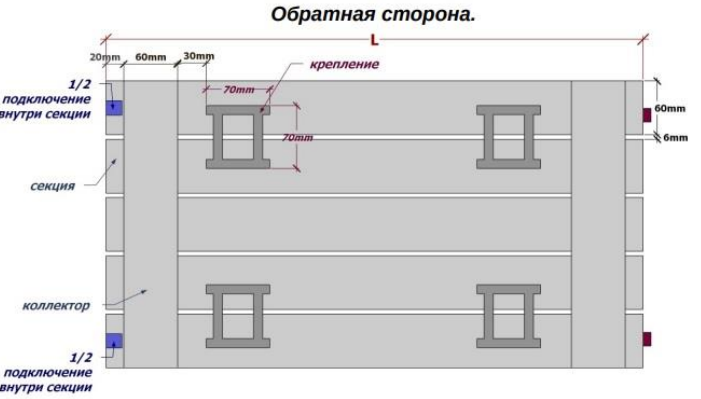 Обратная сторона.
L
20mm
60mm
30mm
крепление
1/2
подключение
внутри секции
70mm
60mm
70mm
6mm
секция
коллектор
1/2
подключение
внутри секции